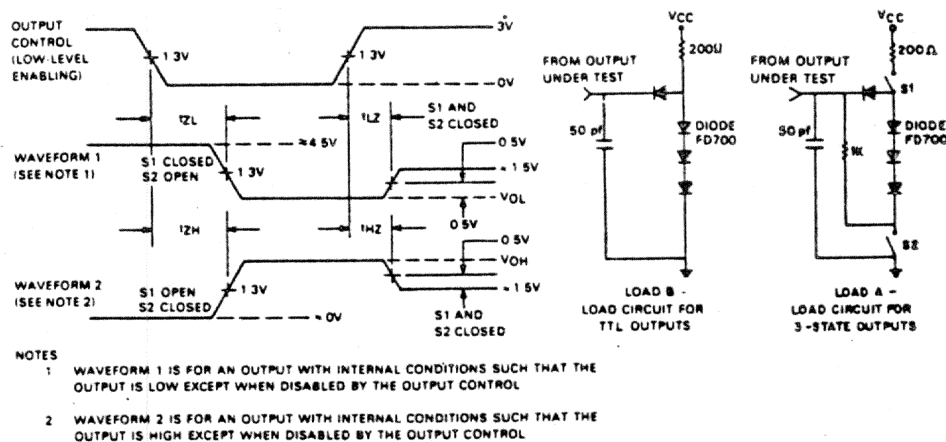 OUTPUT
CONTROL
(LOW-LEVEL
ENABLING)
1 3V
1 3V
3V
0V
tZL
tLZ
S1 AND
S2 CLOSED
WAVEFORM 1
(SEE NOTE 1)
S1 CLOSED
S2 OPEN
≈4 5V
1 3V
0 5V
≈ 1 5V
VOL
0 5V
tZH
tHZ
0 5V
VOH
WAVEFORM 2
(SEE NOTE 2)
S1 OPEN
S2 CLOSED
1 3V
≈ 0V
≈ 1 5V
S1 AND
S2 CLOSED
VCC
200Ω
FROM OUTPUT
UNDER TEST
50 pf
DIODE
FD700
LOAD B -
LOAD CIRCUIT FOR
TTL OUTPUTS
VCC
200Ω
FROM OUTPUT
UNDER TEST
S1
50 pf
1K
DIODE
FD700
S2
LOAD A -
LOAD CIRCUIT FOR
3-STATE OUTPUTS
NOTES
1 WAVEFORM 1 IS FOR AN OUTPUT WITH INTERNAL CONDITIONS SUCH THAT THE
OUTPUT IS LOW EXCEPT WHEN DISABLED BY THE OUTPUT CONTROL
2 WAVEFORM 2 IS FOR AN OUTPUT WITH INTERNAL CONDITIONS SUCH THAT THE
OUTPUT IS HIGH EXCEPT WHEN DISABLED BY THE OUTPUT CONTROL